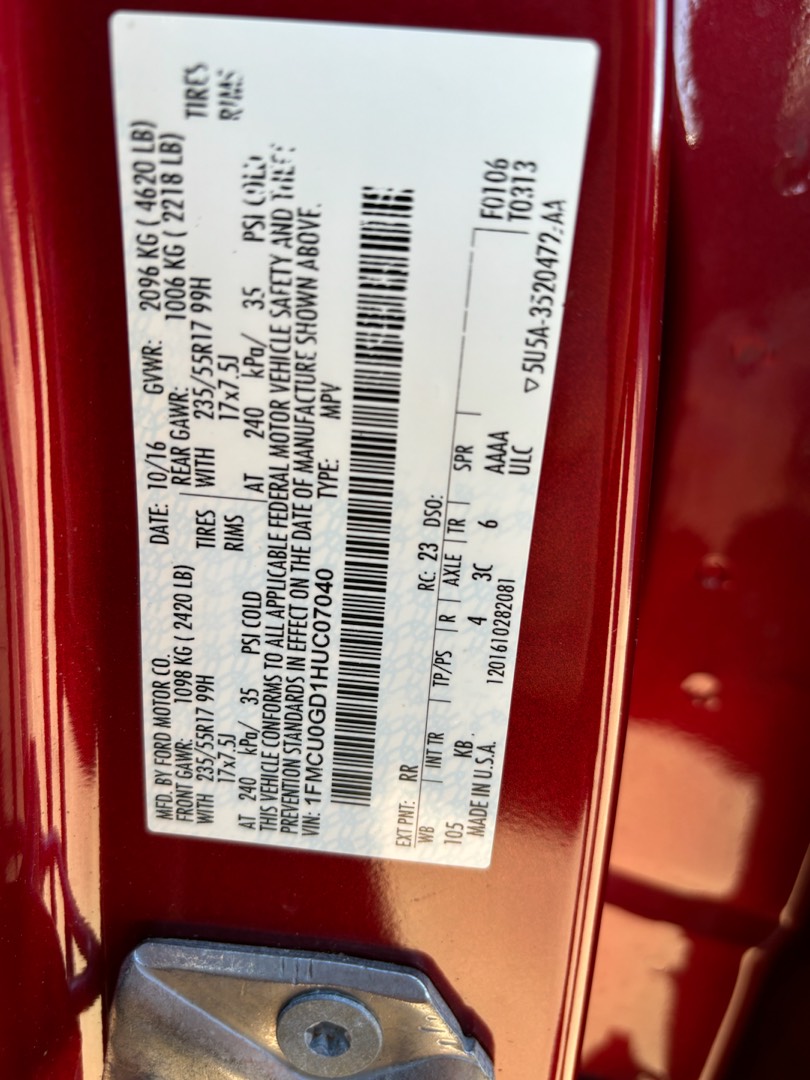 MFD. BY FORD MOTOR CO. DATE: 10/16 GVWR: 2096 KG ( 4620 LB)
FRONT GAWR: 1098 KG ( 2420 LB) REAR GAWR: 1006 KG ( 2218 LB)
WITH 235/55R17 99H TIRES WITH 235/55R17 99H TIRES
17x7.5J RIMS 17x7.5J RIMS
AT 240 kPa/ 35 PSI COLD AT 240 kPa/ 35 PSI COLD
THIS VEHICLE CONFORMS TO ALL APPLICABLE FEDERAL MOTOR VEHICLE SAFETY AND THEFT
PREVENTION STANDARDS IN EFFECT ON THE DATE OF MANUFACTURE SHOWN ABOVE.
VIN: 1FMCU0GD1HUC07040 TYPE: MPV
EXT PNT: RR RC: 23 DSO: F0106
WB INT TR TP/PS R AXLE TR SPR T0313
105 KB 4 3C 6 AAAA
MADE IN U.S.A. 1201610282081 ULC
▽5U5A-3520472-AA